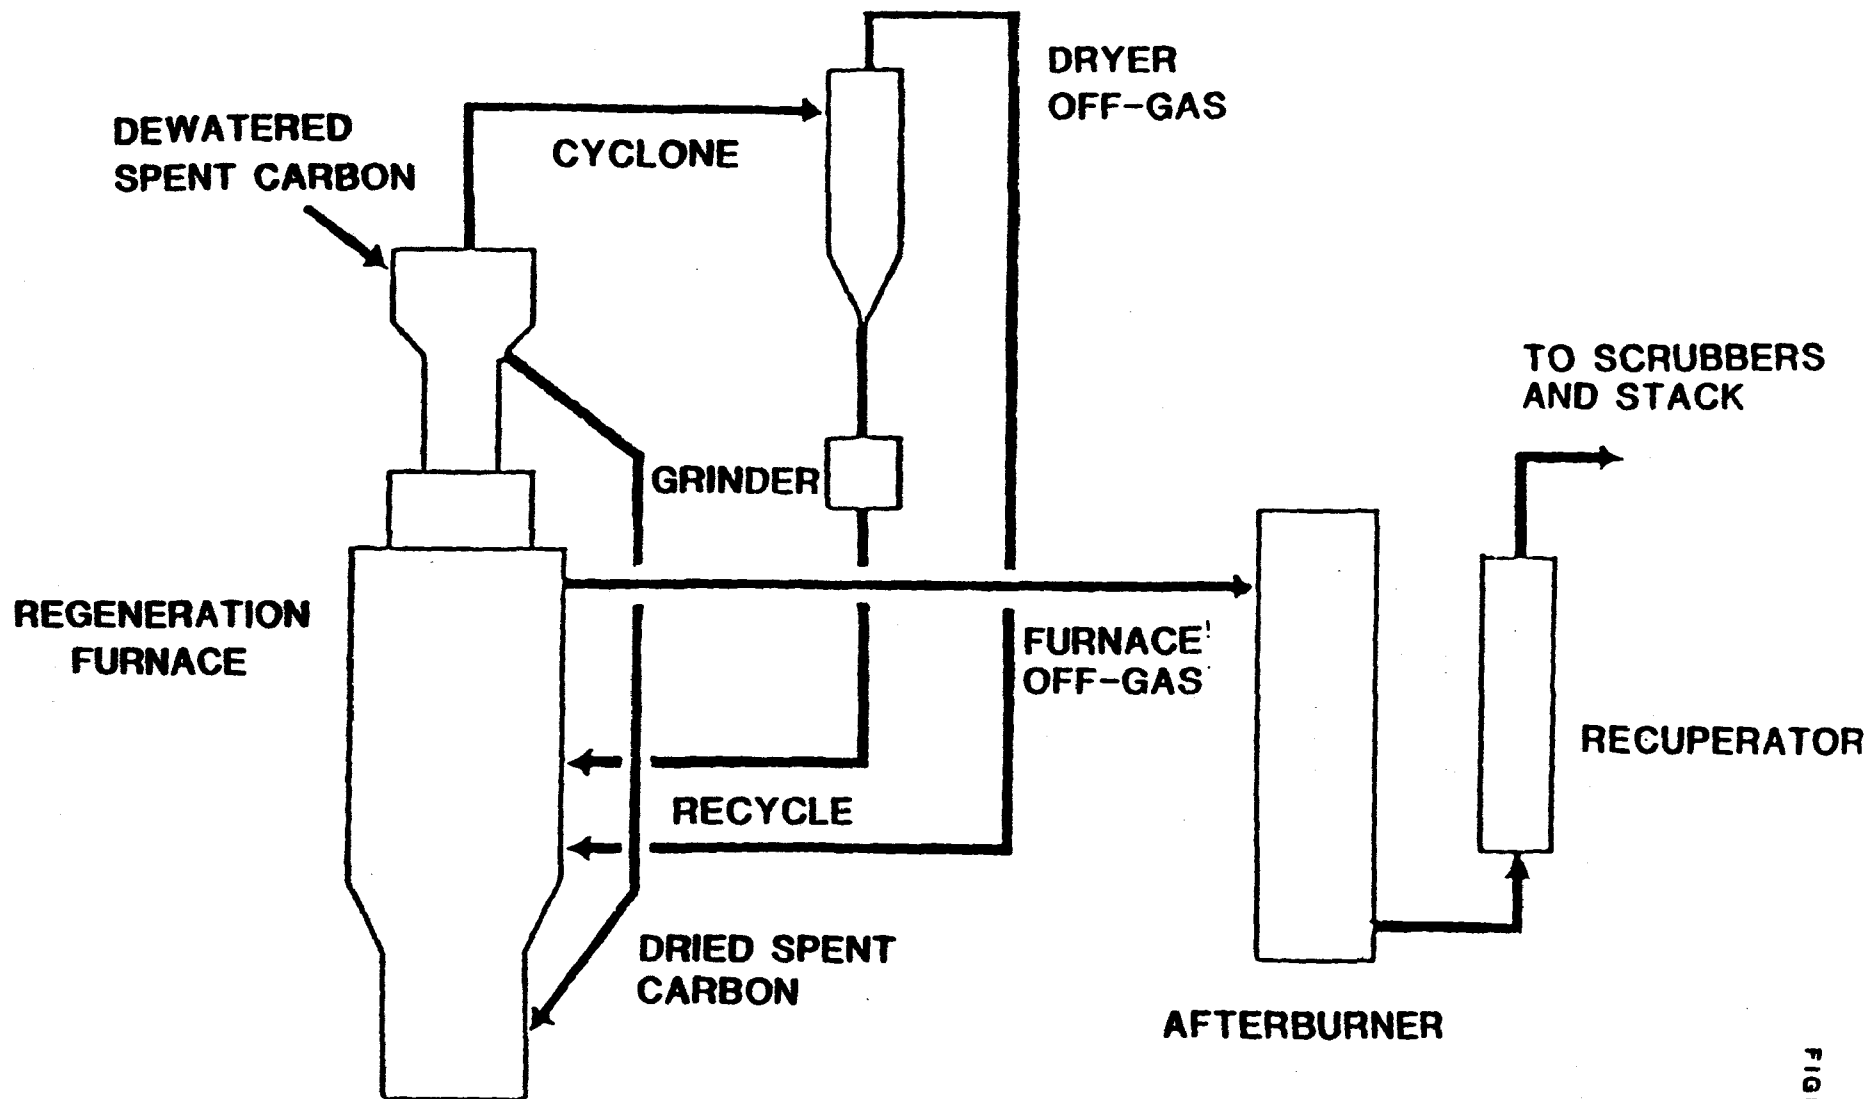 DRYER
OFF-GAS
DEWATERED
SPENT CARBON
CYCLONE
TO SCRUBBERS
AND STACK
GRINDER
REGENERATION
FURNACE
FURNACE
OFF-GAS
RECUPERATOR
RECYCLE
DRIED SPENT
CARBON
AFTERBURNER
FIG